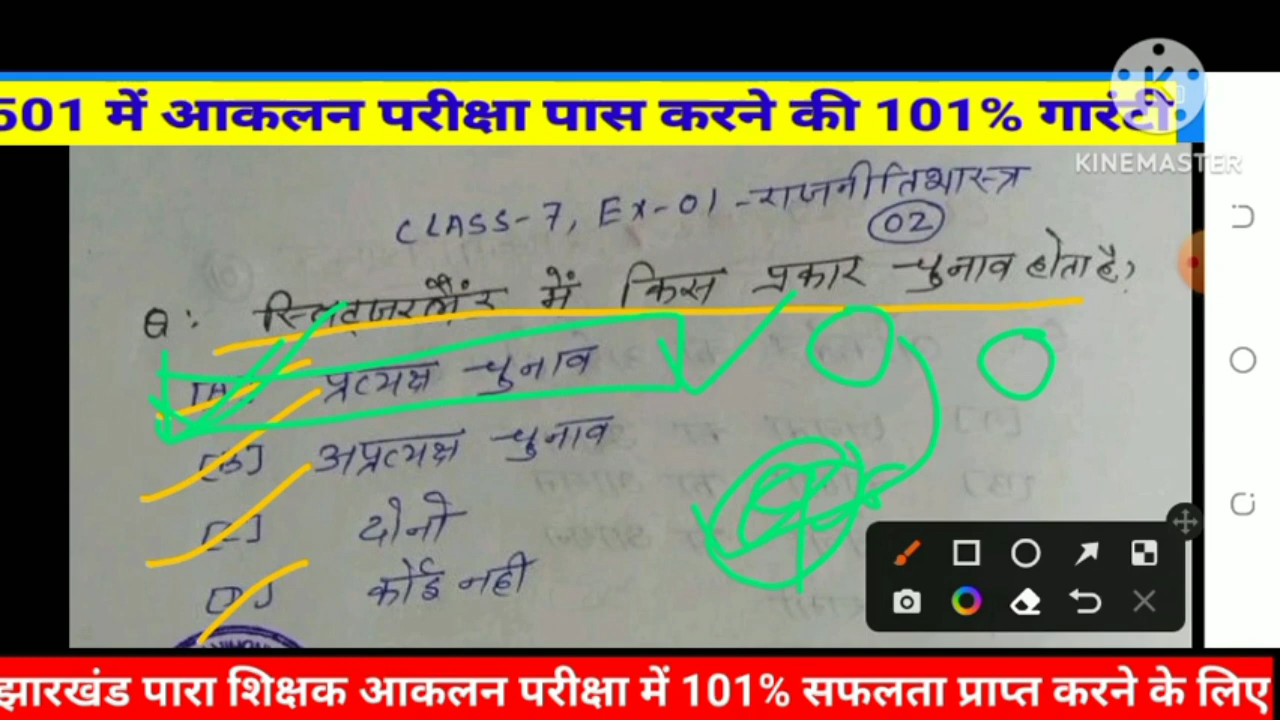 501 में आकलन परीक्षा पास करने की 101% गारंटी
KINEMASTER
CLASS-7, Ex-01-राजनीतिशास्त्र
02
Q: स्विट्जरलैंर में किस प्रकार चुनाव होता है?
प्रत्यक्ष चुनाव
अप्रत्यक्ष चुनाव
दोनो
कोई नही
झारखंड पारा शिक्षक आकलन परीक्षा में 101% सफलता प्राप्त करने के लिए